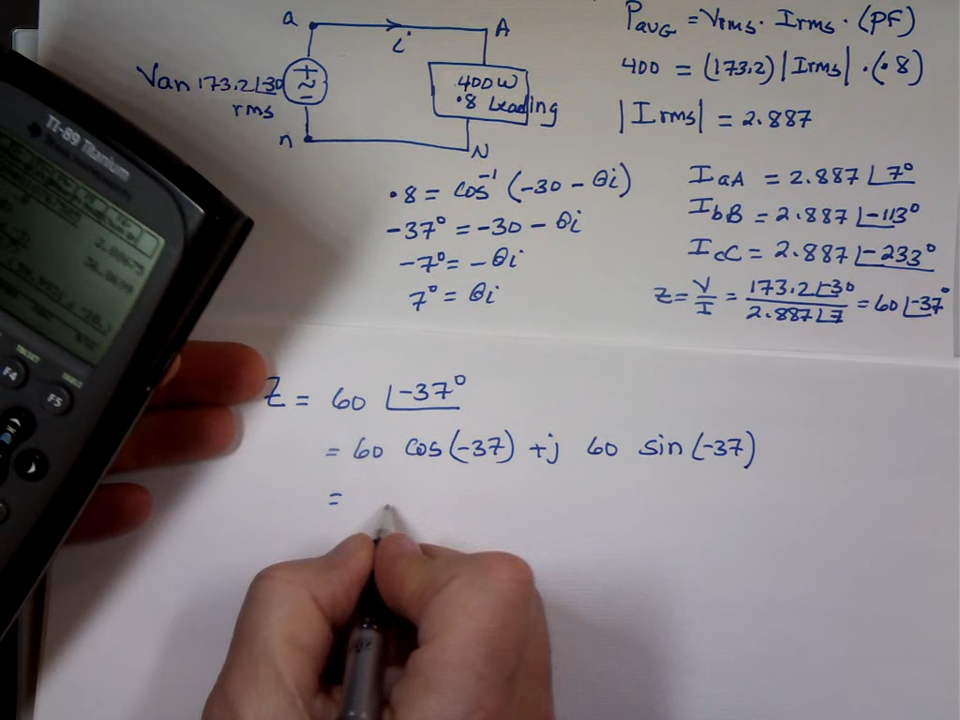 a
i
A
Van 173.2∠-30
rms
+
~
-
400W
.8 Leading
n
N
PAVG = Vrms · Irms · (PF)
400 = (173.2) |Irms| · (.8)
|Irms| = 2.887
.8 = cos⁻¹ (-30 - θi)
-37° = -30 - θi
-7° = - θi
7° = θi
IaA = 2.887 ∠7°
IbB = 2.887 ∠-113°
IcC = 2.887 ∠-233°
Z = V/I = 173.2∠-30/2.887∠7 = 60 ∠-37°
TI-89 Titanium
F4
F5
Z = 60 ∠-37°
= 60 cos(-37) + j 60 sin(-37)
=